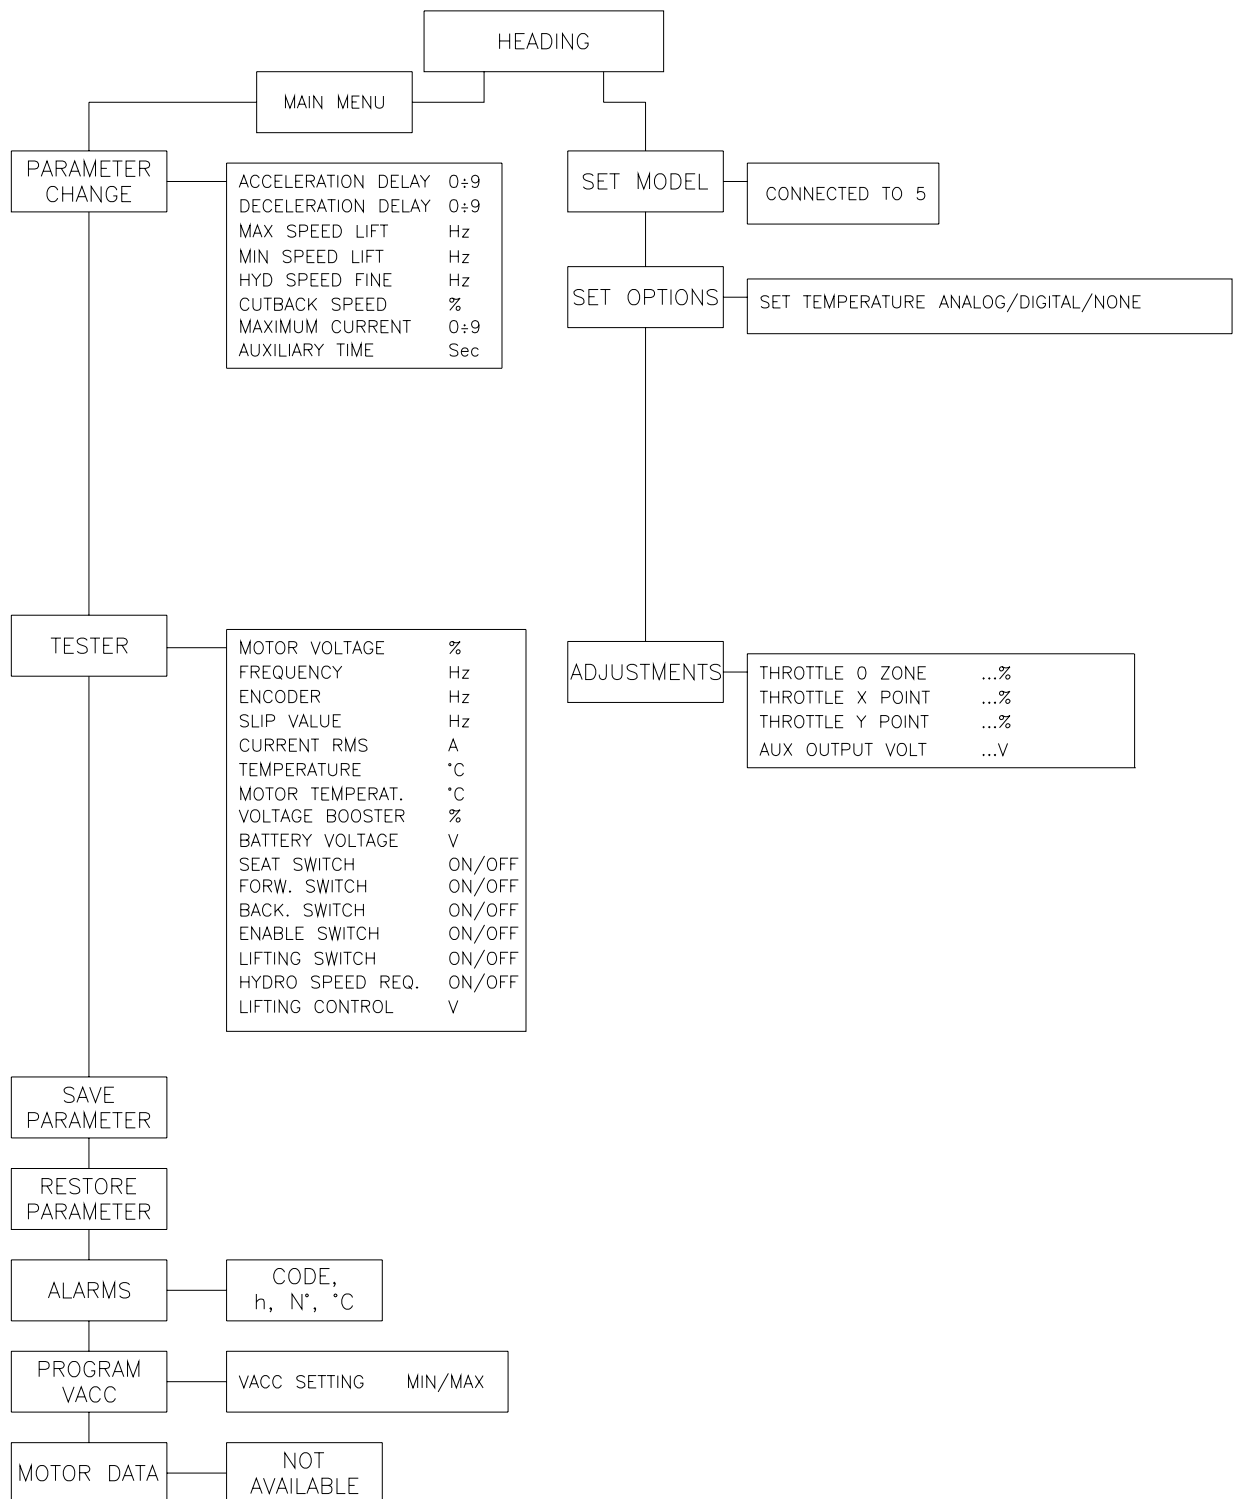 HEADING
MAIN MENU
PARAMETER
CHANGE
ACCELERATION DELAY 0÷9
DECELERATION DELAY 0÷9
MAX SPEED LIFT Hz
MIN SPEED LIFT Hz
HYD SPEED FINE Hz
CUTBACK SPEED %
MAXIMUM CURRENT 0÷9
AUXILIARY TIME Sec
SET MODEL
CONNECTED TO 5
SET OPTIONS
SET TEMPERATURE ANALOG/DIGITAL/NONE
TESTER
MOTOR VOLTAGE %
FREQUENCY Hz
ENCODER Hz
SLIP VALUE Hz
CURRENT RMS A
TEMPERATURE °C
MOTOR TEMPERAT. °C
VOLTAGE BOOSTER %
BATTERY VOLTAGE V
SEAT SWITCH ON/OFF
FORW. SWITCH ON/OFF
BACK. SWITCH ON/OFF
ENABLE SWITCH ON/OFF
LIFTING SWITCH ON/OFF
HYDRO SPEED REQ. ON/OFF
LIFTING CONTROL V
ADJUSTMENTS
THROTTLE 0 ZONE ...%
THROTTLE X POINT ...%
THROTTLE Y POINT ...%
AUX OUTPUT VOLT ...V
SAVE
PARAMETER
RESTORE
PARAMETER
ALARMS
CODE,
h, N°, °C
PROGRAM
VACC
VACC SETTING MIN/MAX
MOTOR DATA
NOT
AVAILABLE